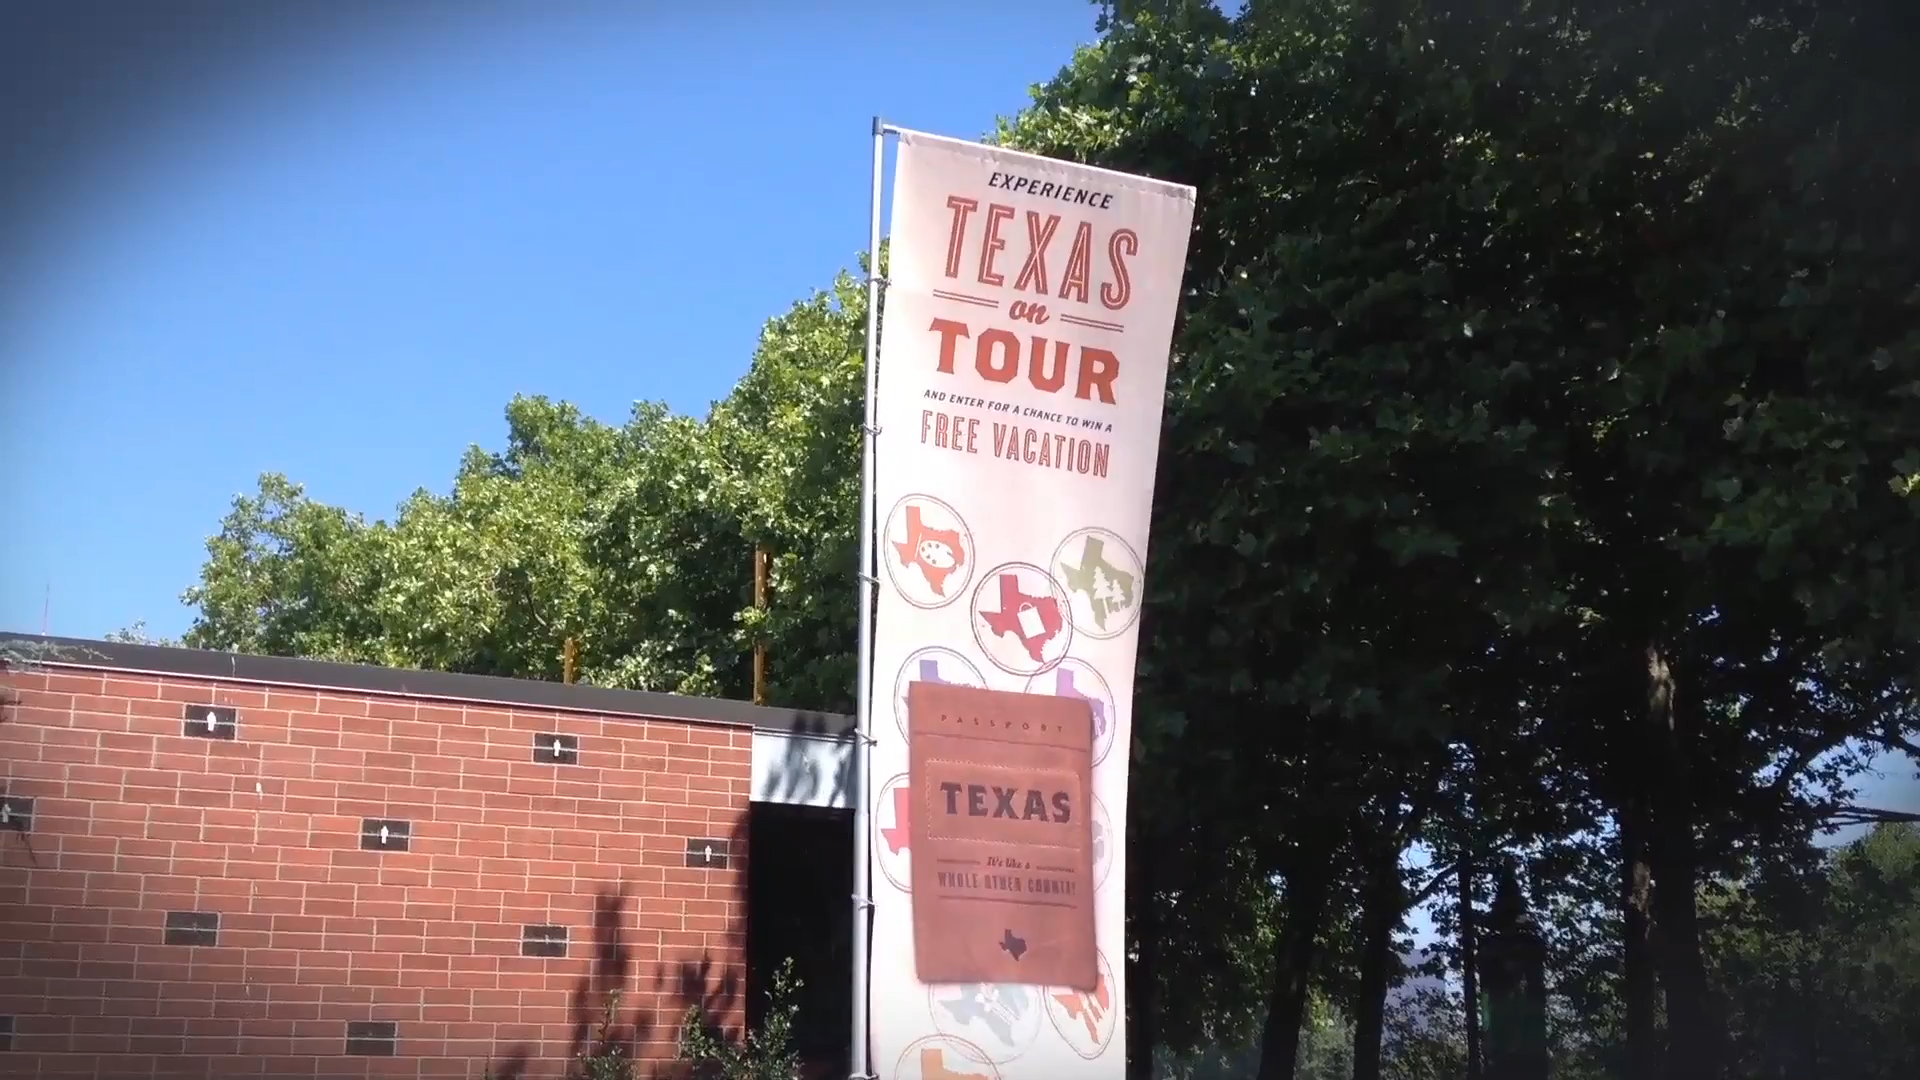 EXPERIENCE
TEXAS
on
TOUR
AND ENTER FOR A CHANCE TO WIN A
FREE VACATION
PASSPORT
TEXAS
It's like a
WHOLE OTHER COUNTRY